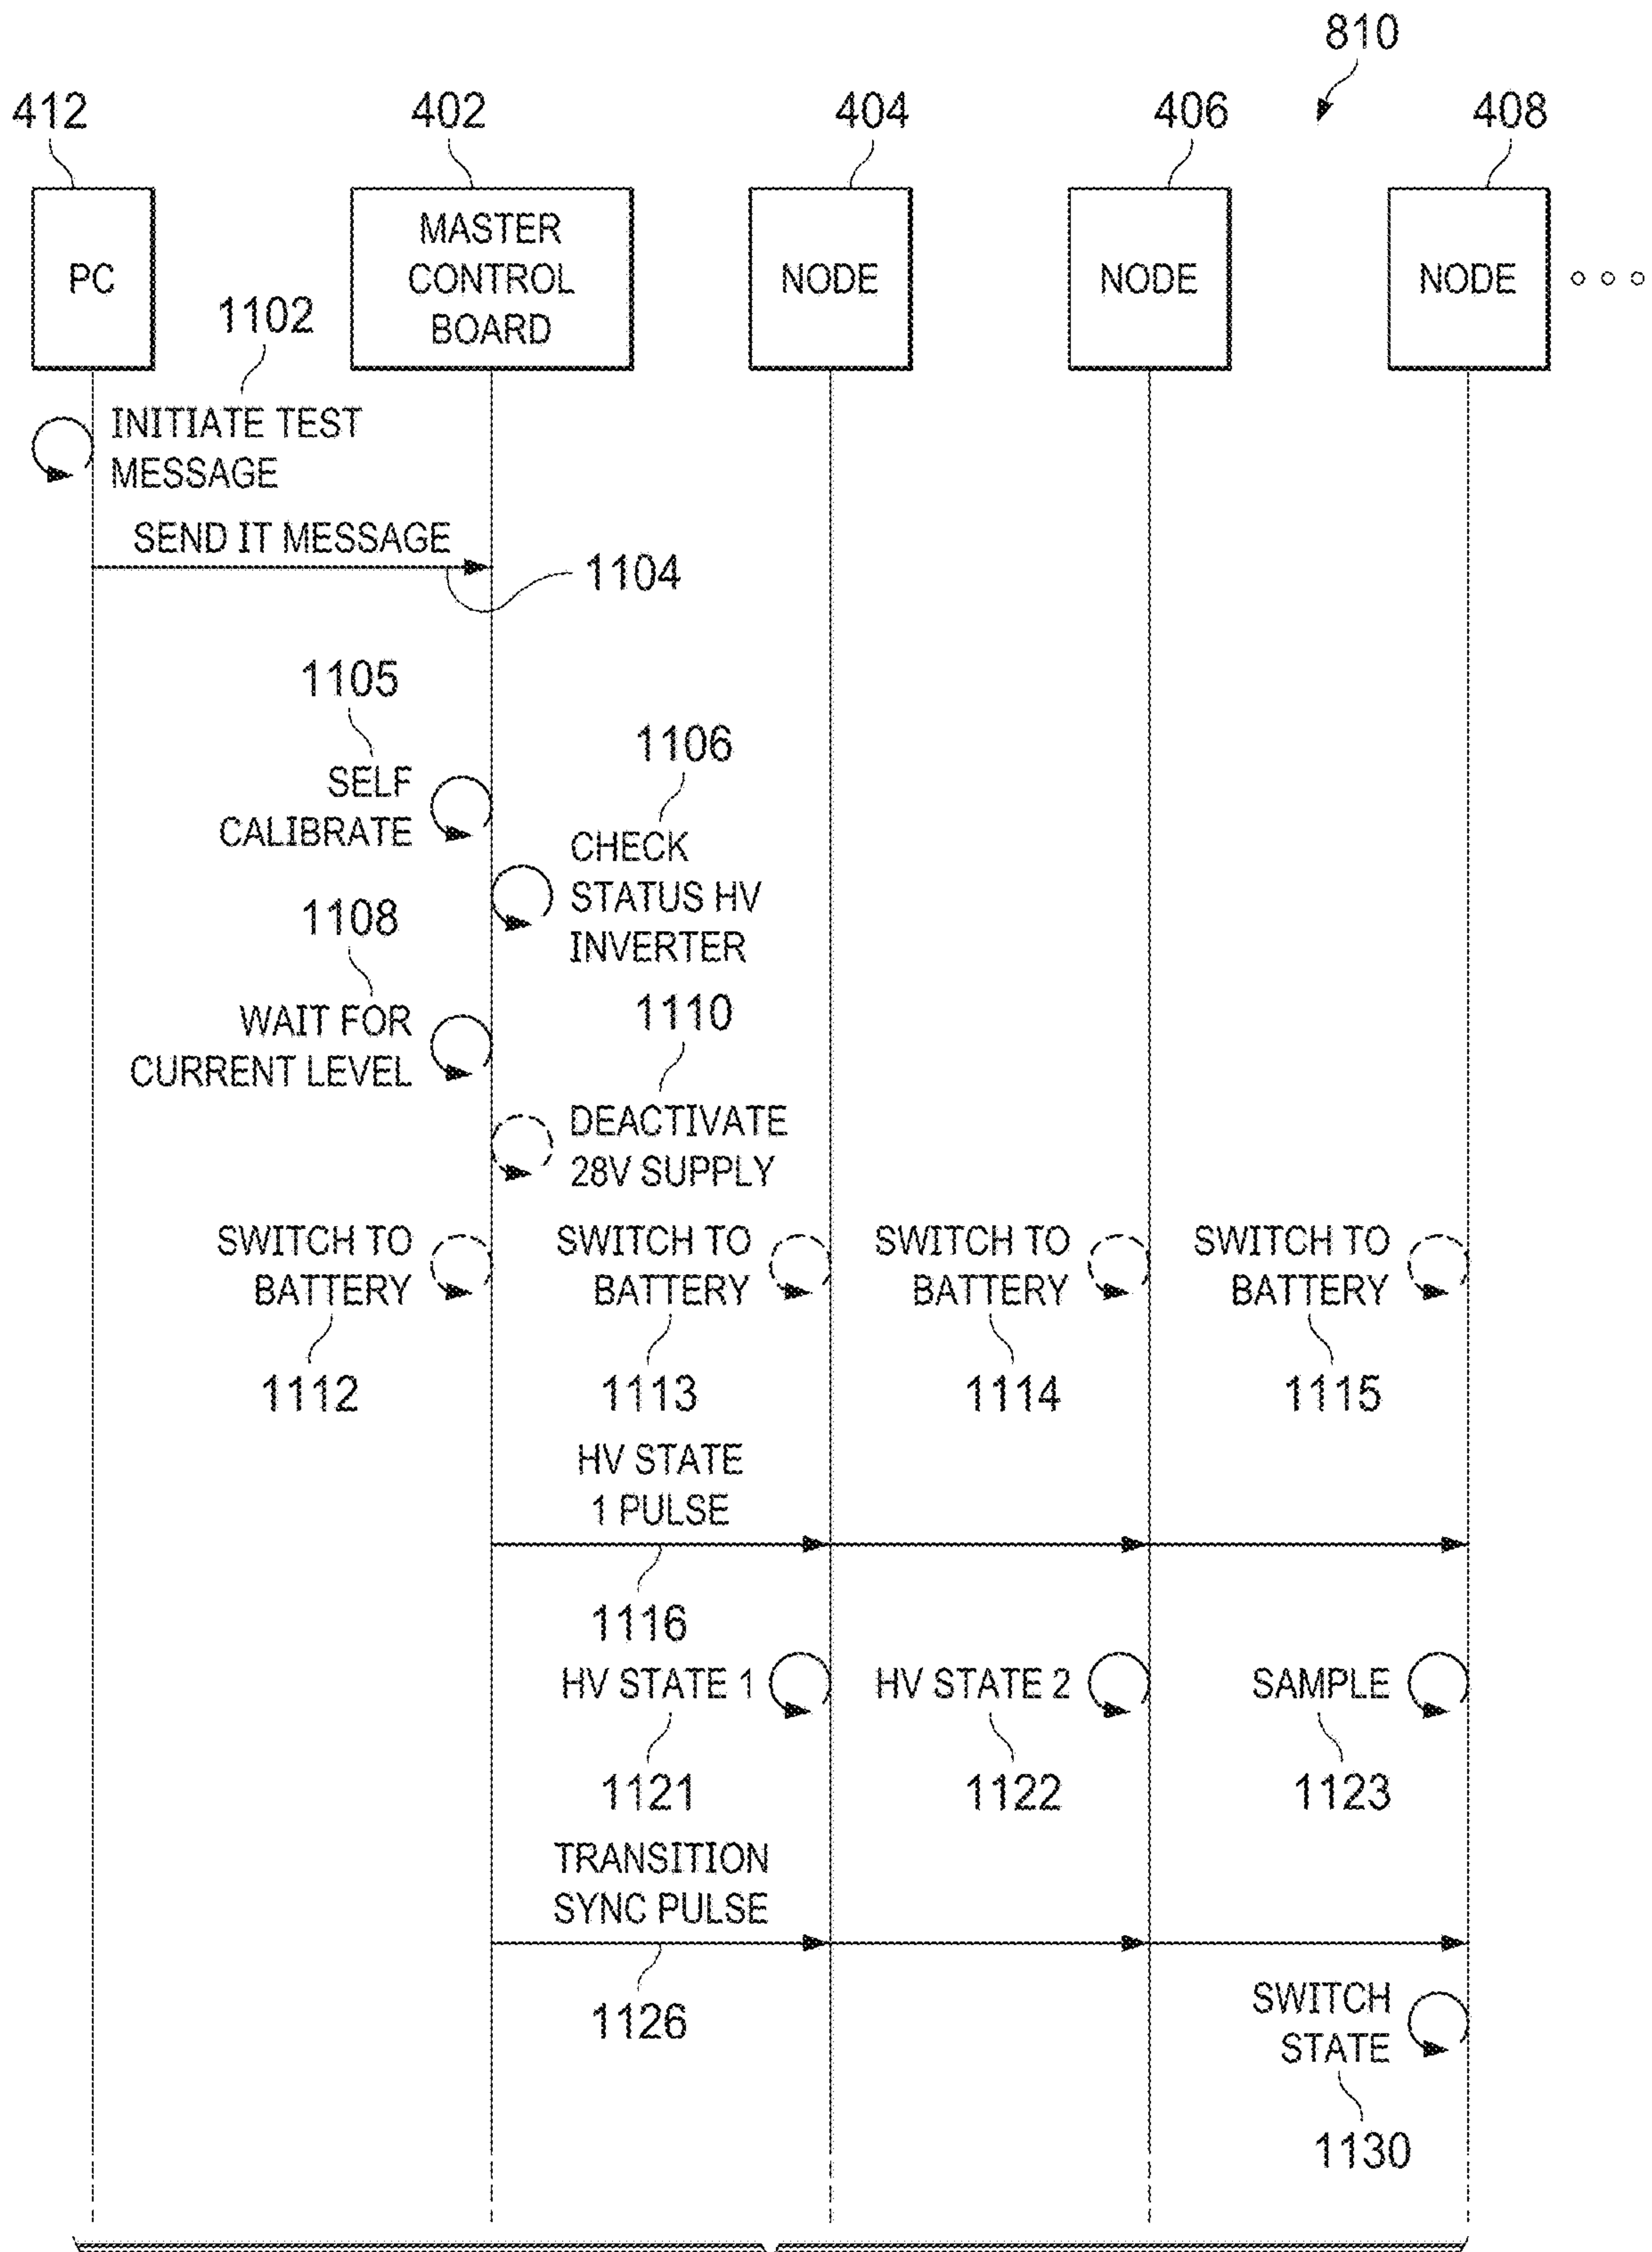 810
412
402
404
406
408
PC
MASTER
CONTROL
BOARD
NODE
NODE
NODE
1102
INITIATE TEST
MESSAGE
SEND IT MESSAGE
1104
1105
SELF
CALIBRATE
1106
CHECK
STATUS HV
INVERTER
1108
WAIT FOR
CURRENT LEVEL
1110
DEACTIVATE
28V SUPPLY
SWITCH TO
BATTERY
1112
SWITCH TO
BATTERY
1113
SWITCH TO
BATTERY
1114
SWITCH TO
BATTERY
1115
HV STATE
1 PULSE
1116
HV STATE 1
1121
HV STATE 2
1122
SAMPLE
1123
TRANSITION
SYNC PULSE
1126
SWITCH
STATE
1130